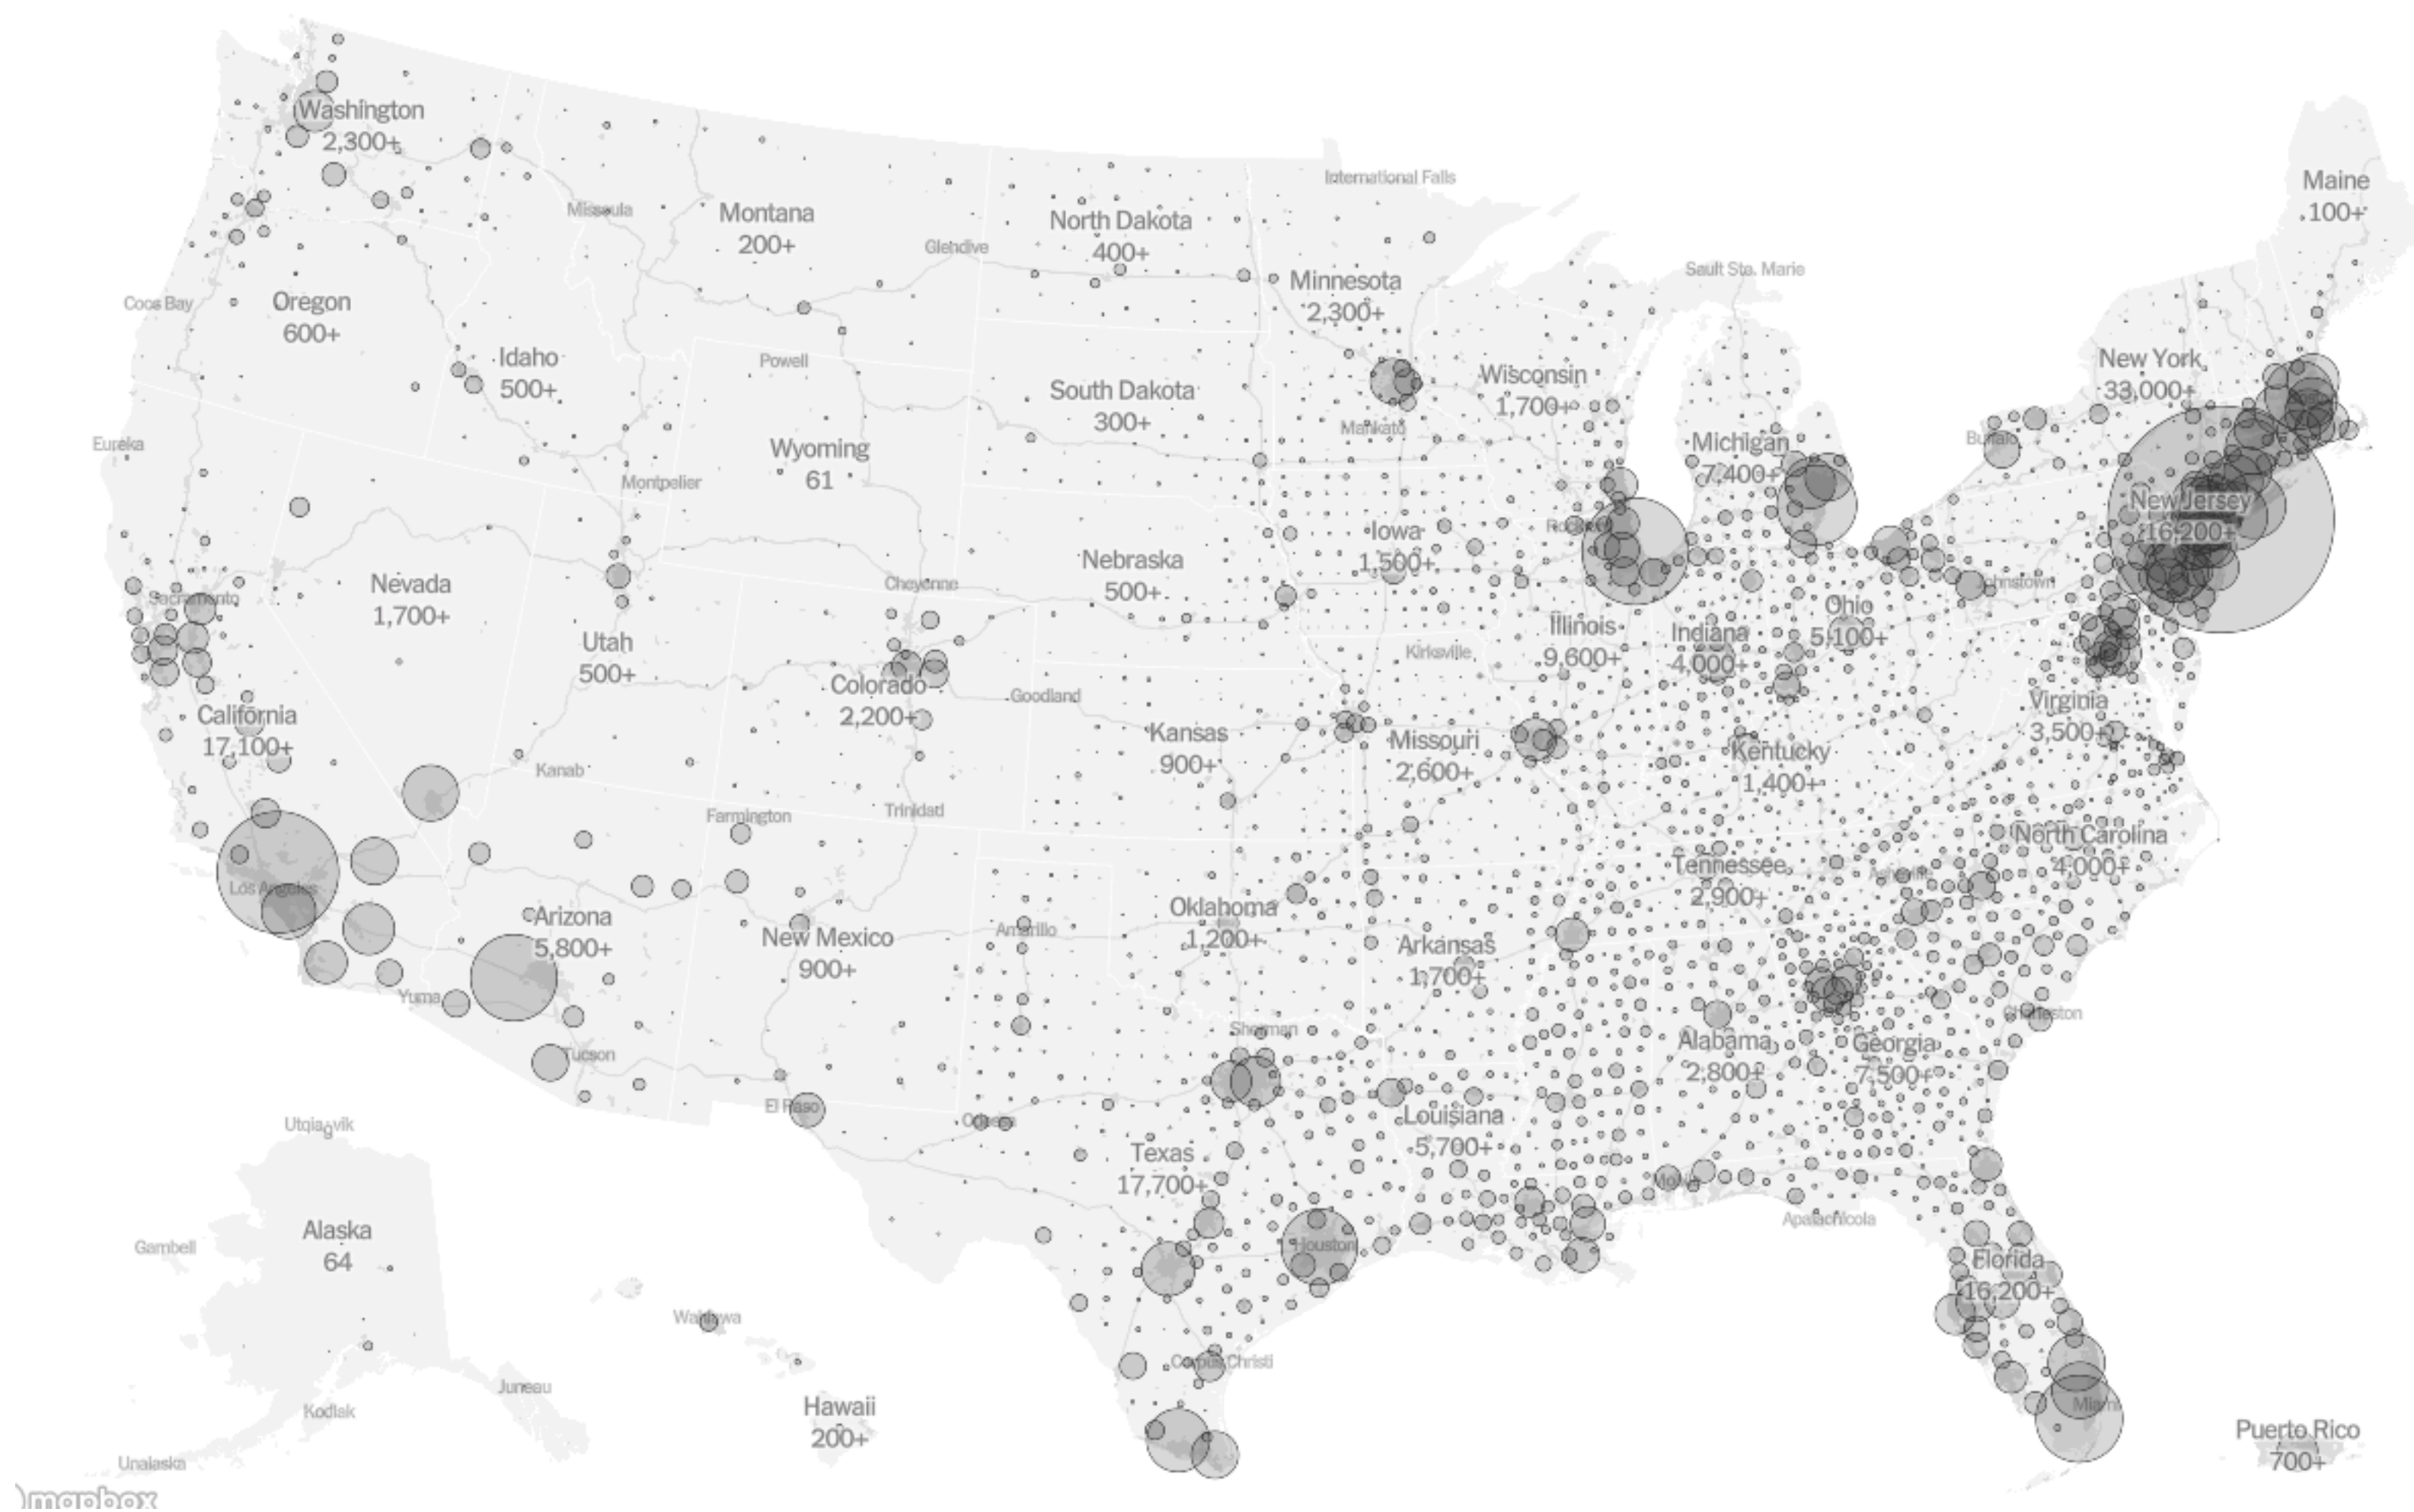 Washington
2,300+
International Falls
Maine
100+
Missoula
Montana
200+
North Dakota
400+
Glendive
Sault Ste. Marie
Minnesota
2,300+
Coos Bay
Oregon
600+
Idaho
500+
Powell
Wisconsin
1,700+
New York
33,000+
South Dakota
300+
Mankato
Eureka
Wyoming
61
Michigan
7,400+
Buffalo
Montpelier
New Jersey
16,200+
Iowa
1,500+
Nebraska
500+
Cheyenne
Nevada
1,700+
Johnstown
Sacramento
Ohio
5,100+
Utah
500+
Illinois
9,600+
Indiana
4,000+
Kirksville
Colorado
2,200+
Goodland
Virginia
3,500+
California
17,100+
Kansas
900+
Missouri
2,600+
Kentucky
1,400+
Kanab
Farmington
Trinidad
North Carolina
4,000+
Tennessee
2,900+
Asheville
Los Angeles
Arizona
5,800+
New Mexico
900+
Amarillo
Oklahoma
1,200+
Arkansas
1,700+
Yuma
Charleston
Sherman
Tucson
Alabama
2,800+
Georgia
7,500+
El Paso
Odessa
Louisiana
5,700+
Utqiagvik
Texas
17,700+
Mobile
Apalachicola
Alaska
64
Gambell
Houston
Florida
16,200+
Wahiawa
Corpus Christi
Juneau
Kodiak
Hawaii
200+
Miami
Puerto Rico
700+
Unalaska
mapbox